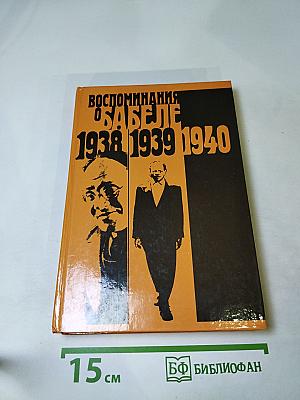 ВОСПОМИНАНИЯ
О БАБЕЛЕ
1938 1939 1940
15 см
БФ БИБЛИОФАН